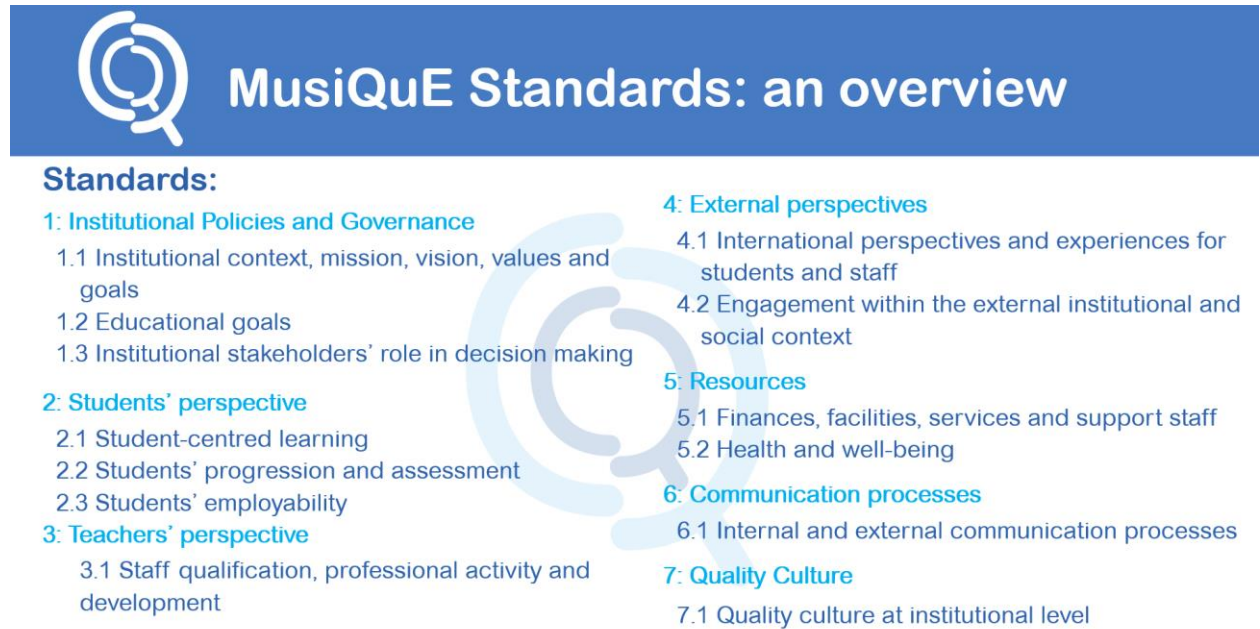 MusiQuE Standards: an overview
Standards:
1: Institutional Policies and Governance
1.1 Institutional context, mission, vision, values and
goals
1.2 Educational goals
1.3 Institutional stakeholders’ role in decision making
2: Students’ perspective
2.1 Student-centred learning
2.2 Students’ progression and assessment
2.3 Students’ employability
3: Teachers’ perspective
3.1 Staff qualification, professional activity and
development
4: External perspectives
4.1 International perspectives and experiences for
students and staff
4.2 Engagement within the external institutional and
social context
5: Resources
5.1 Finances, facilities, services and support staff
5.2 Health and well-being
6: Communication processes
6.1 Internal and external communication processes
7: Quality Culture
7.1 Quality culture at institutional level